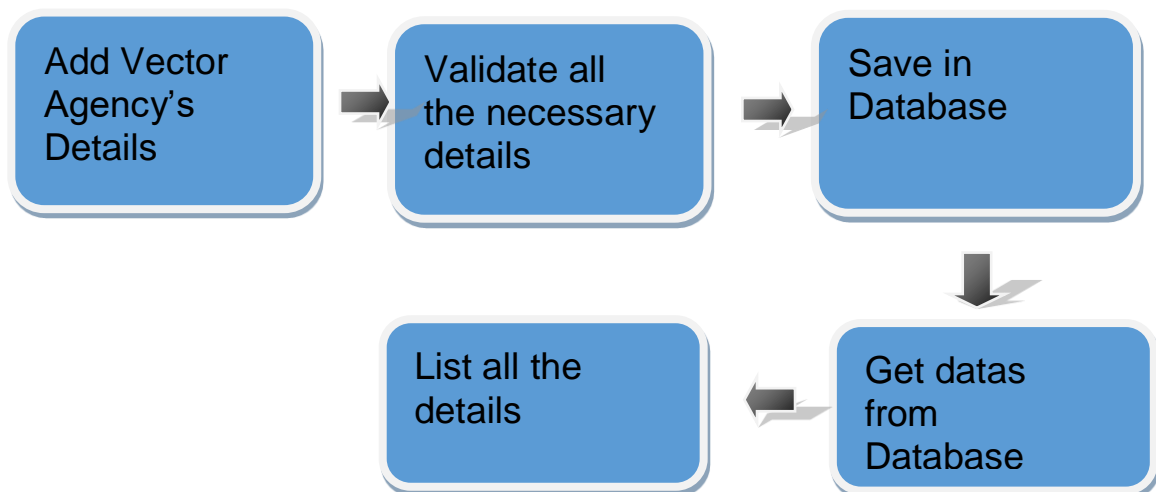 Add Vector
Agency’s
Details
Validate all
the necessary
details
Save in
Database
Get datas
from
Database
List all the
details